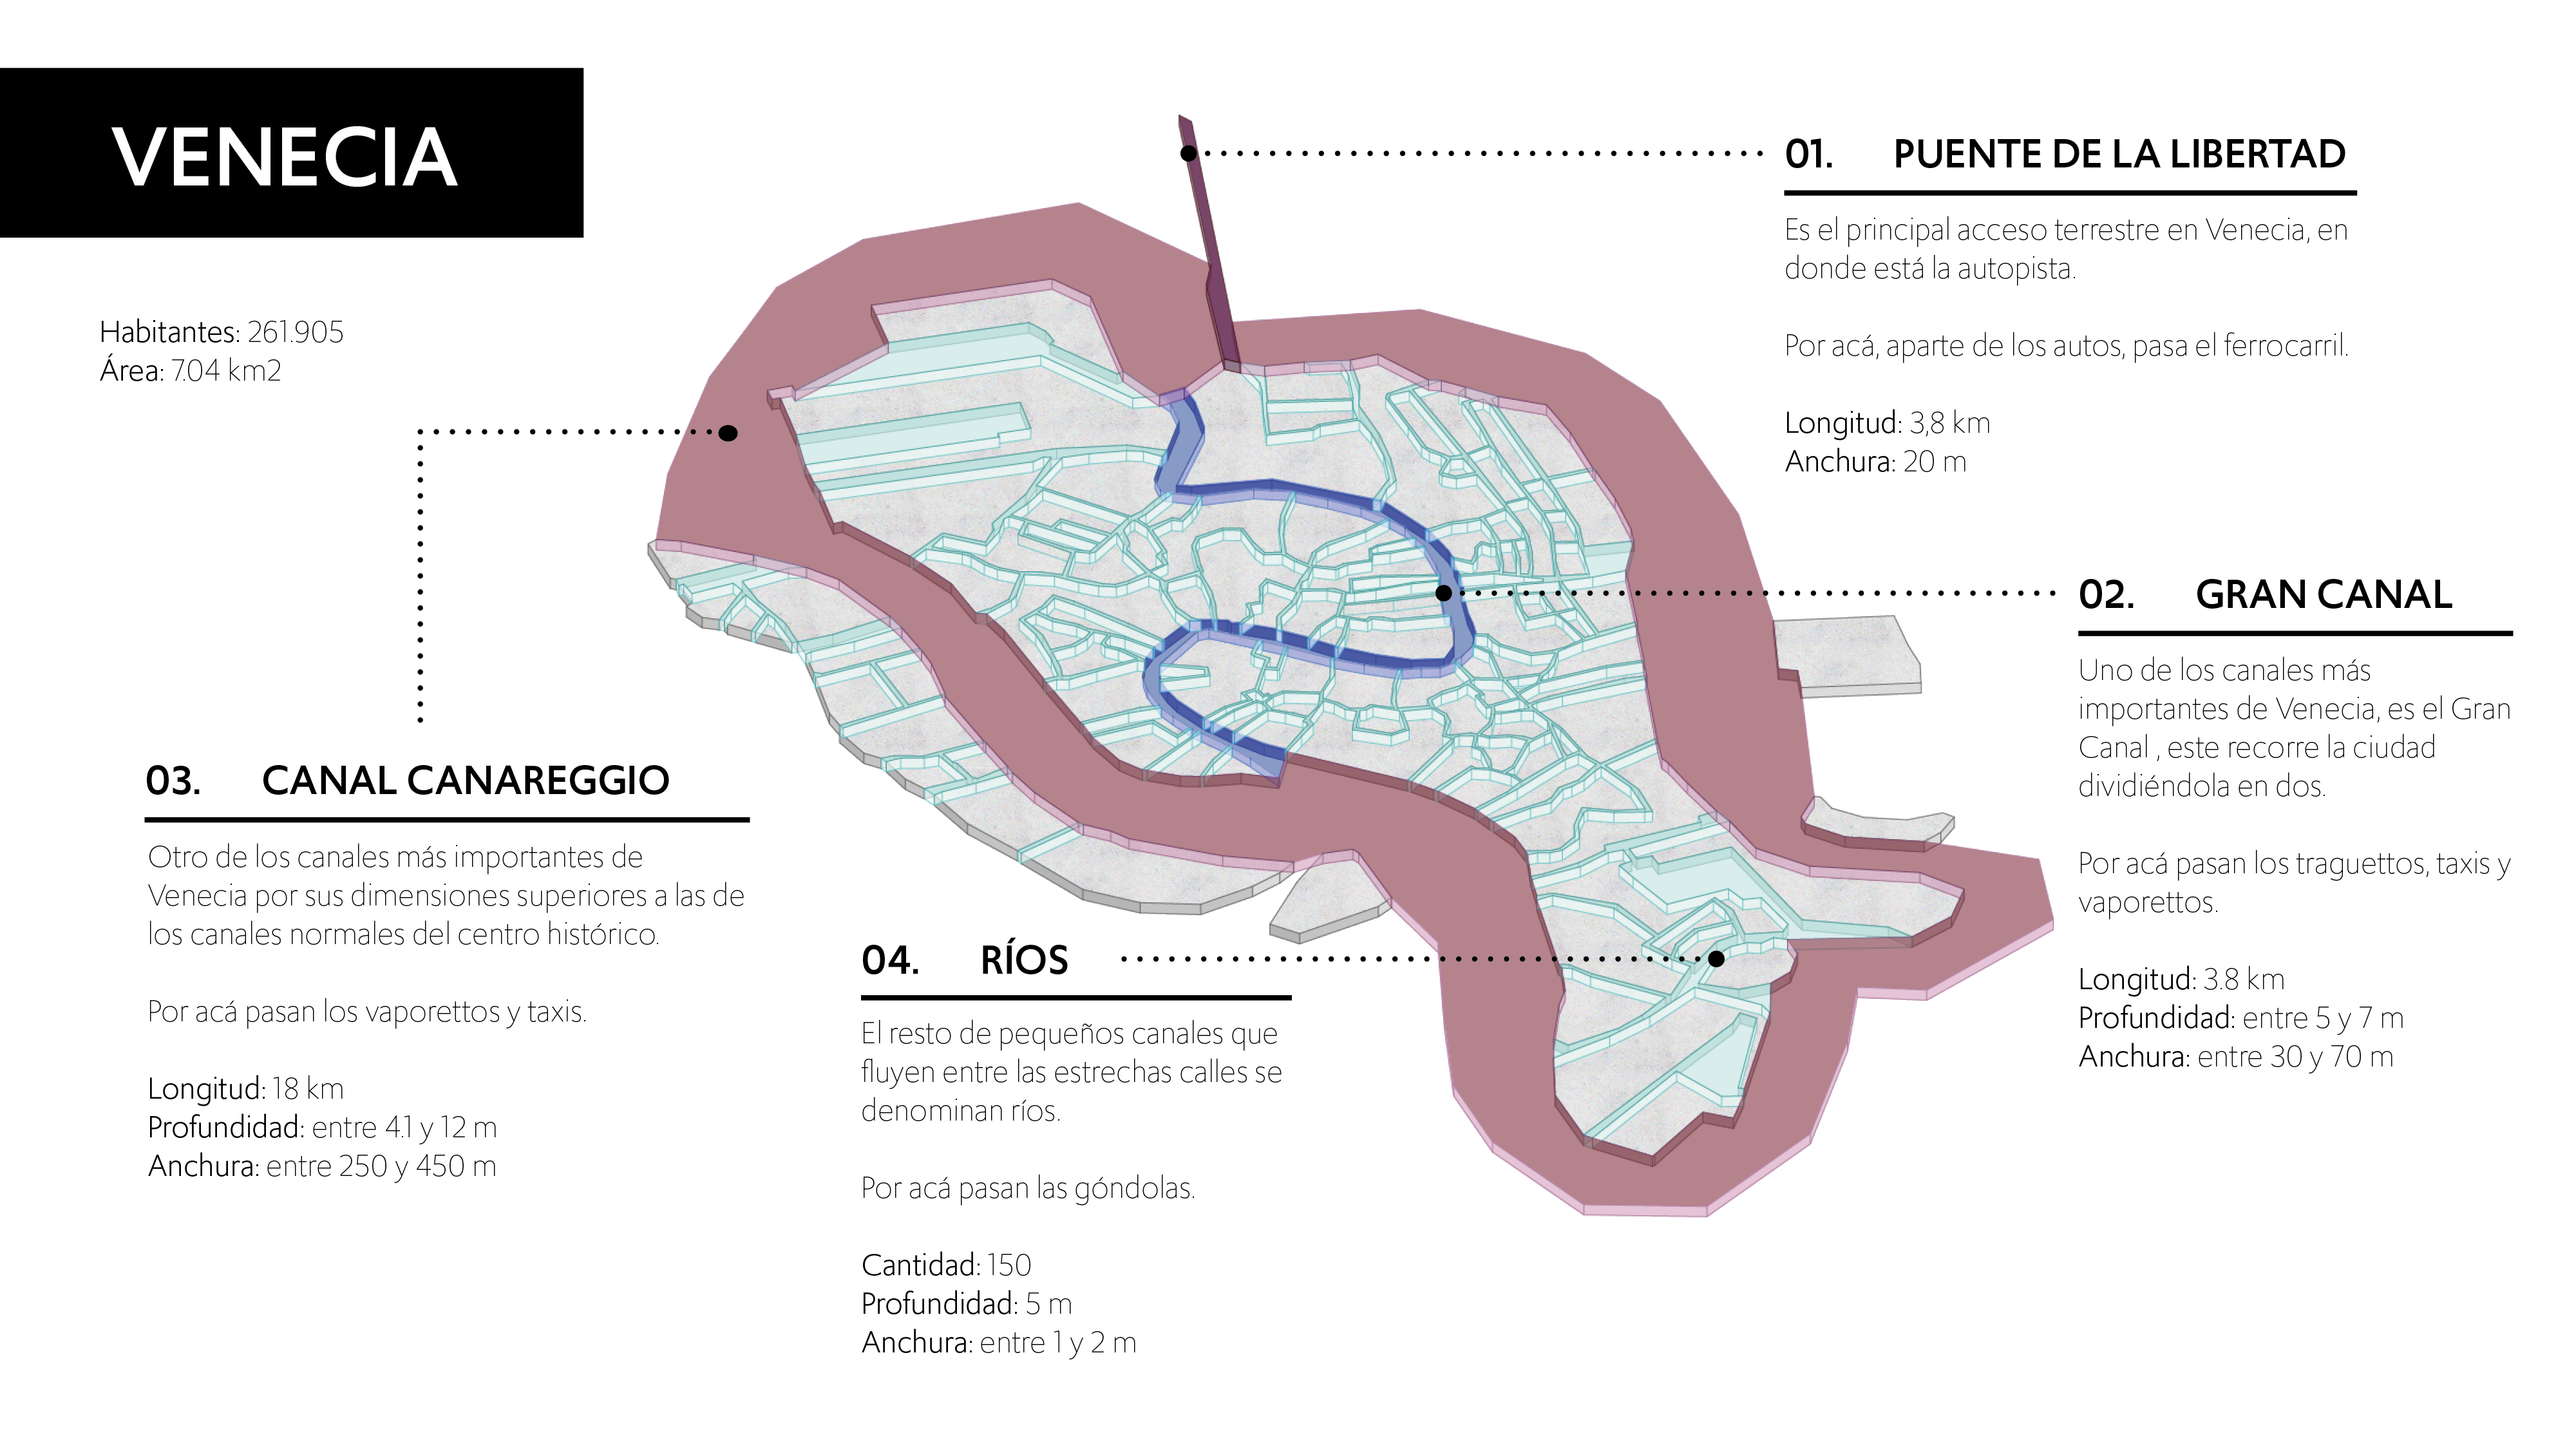 VENECIA
Habitantes: 261.905
Área: 7.04 km2
01. PUENTE DE LA LIBERTAD
Es el principal acceso terrestre en Venecia, en
donde está la autopista.
Por acá, aparte de los autos, pasa el ferrocarril.
Longitud: 3,8 km
Anchura: 20 m
02. GRAN CANAL
Uno de los canales más
importantes de Venecia, es el Gran
Canal , este recorre la ciudad
dividiéndola en dos.
Por acá pasan los traguettos, taxis y
vaporettos.
Longitud: 3.8 km
Profundidad: entre 5 y 7 m
Anchura: entre 30 y 70 m
03. CANAL CANAREGGIO
Otro de los canales más importantes de
Venecia por sus dimensiones superiores a las de
los canales normales del centro histórico.
Por acá pasan los vaporettos y taxis.
Longitud: 18 km
Profundidad: entre 4.1 y 12 m
Anchura: entre 250 y 450 m
04. RÍOS
El resto de pequeños canales que
fluyen entre las estrechas calles se
denominan ríos.
Por acá pasan las góndolas.
Cantidad: 150
Profundidad: 5 m
Anchura: entre 1 y 2 m